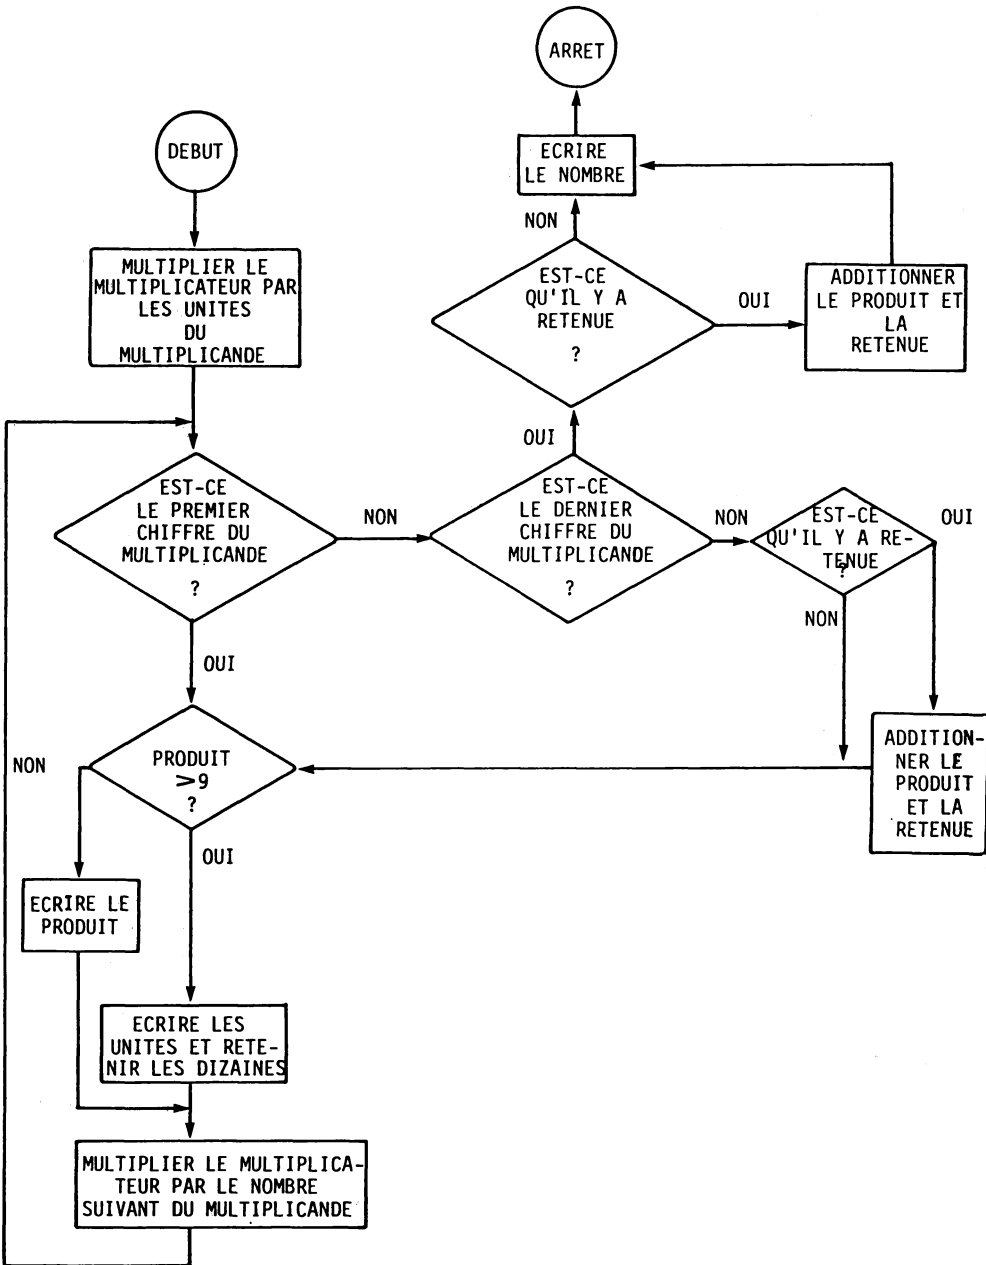 DEBUT
MULTIPLIER LE
MULTIPLICATEUR PAR
LES UNITES
DU
MULTIPLICANDE
EST-CE
LE PREMIER
CHIFFRE DU
MULTIPLICANDE
?
NON
OUI
EST-CE
LE DERNIER
CHIFFRE DU
MULTIPLICANDE
?
OUI
NON
EST-CE
QU'IL Y A
RETENUE
?
NON
OUI
ECRIRE
LE NOMBRE
ARRET
ADDITIONNER
LE PRODUIT ET
LA
RETENUE
EST-CE
QU'IL Y A RE-
TENUE
?
OUI
NON
ADDITION-
NER LE
PRODUIT
ET LA
RETENUE
PRODUIT
>9
?
NON
OUI
ECRIRE LE
PRODUIT
ECRIRE LES
UNITES ET RETE-
NIR LES DIZAINES
MULTIPLIER LE MULTIPLICA-
TEUR PAR LE NOMBRE
SUIVANT DU MULTIPLICANDE